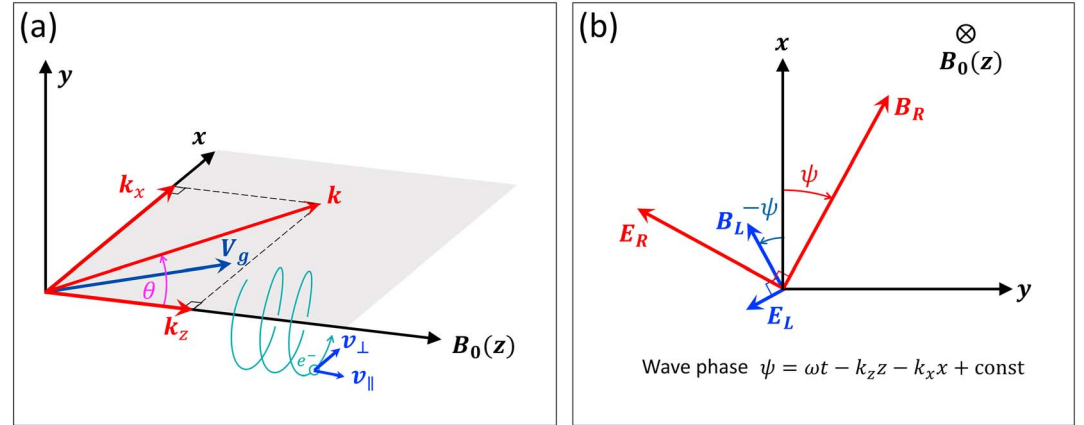 (a)
y
x
k_x
k
V_g
θ
k_z
B_0(z)
e^-
v_⊥
v_∥
(b)
x
B_0(z)
B_R
ψ
-ψ
B_L
E_R
E_L
y
Wave phase ψ = ωt − k_z z − k_x x + const